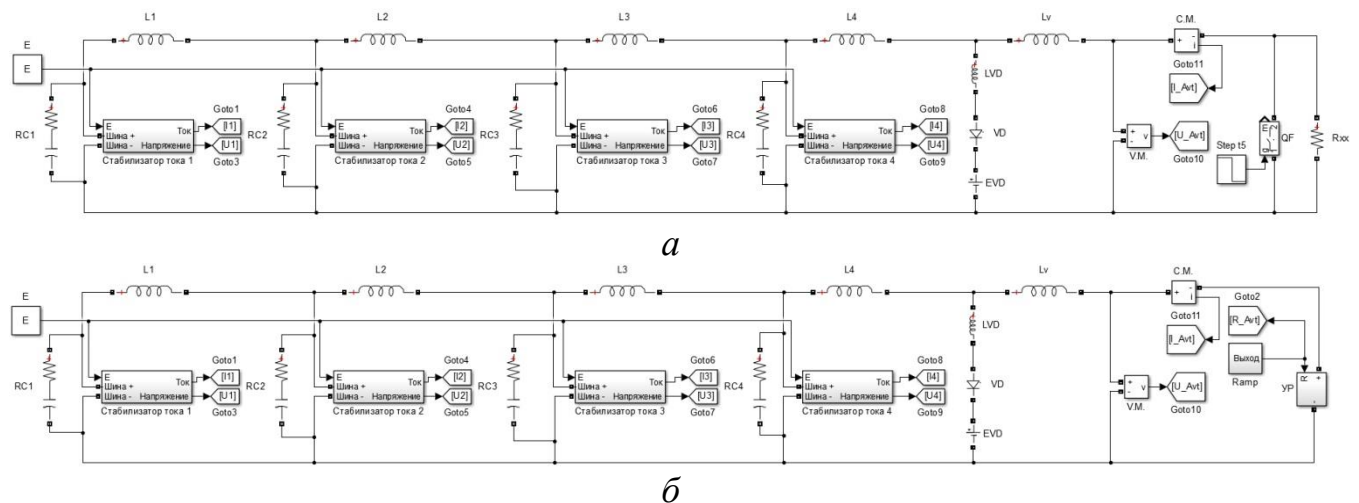 L1 L2 L3 L4 Lv C.M.
E
E
- + i
Goto11
[I_Avt]
LVD
RC1 RC2 RC3 RC4
E Ток
Шина +
Шина - Напряжение
Стабилизатор тока 1
Goto1
[I1]
[U1]
Goto3
E Ток
Шина +
Шина - Напряжение
Стабилизатор тока 2
Goto4
[I2]
[U2]
Goto5
E Ток
Шина +
Шина - Напряжение
Стабилизатор тока 3
Goto6
[I3]
[U3]
Goto7
E Ток
Шина +
Шина - Напряжение
Стабилизатор тока 4
Goto8
[I4]
[U4]
Goto9
VD
EVD
+ - v
V.M.
[U_Avt]
Goto10
Step t5
QF
Rxx
а
L1 L2 L3 L4 Lv C.M.
E
E
+ - i
Goto2
[R_Avt]
Goto11
[I_Avt]
LVD
RC1 RC2 RC3 RC4
E Ток
Шина +
Шина - Напряжение
Стабилизатор тока 1
Goto1
[I1]
[U1]
Goto3
E Ток
Шина +
Шина - Напряжение
Стабилизатор тока 2
Goto4
[I2]
[U2]
Goto5
E Ток
Шина +
Шина - Напряжение
Стабилизатор тока 3
Goto6
[I3]
[U3]
Goto7
E Ток
Шина +
Шина - Напряжение
Стабилизатор тока 4
Goto8
[I4]
[U4]
Goto9
VD
EVD
+ - v
V.M.
[U_Avt]
Goto10
Выход
Ramp
R + -
УР
б